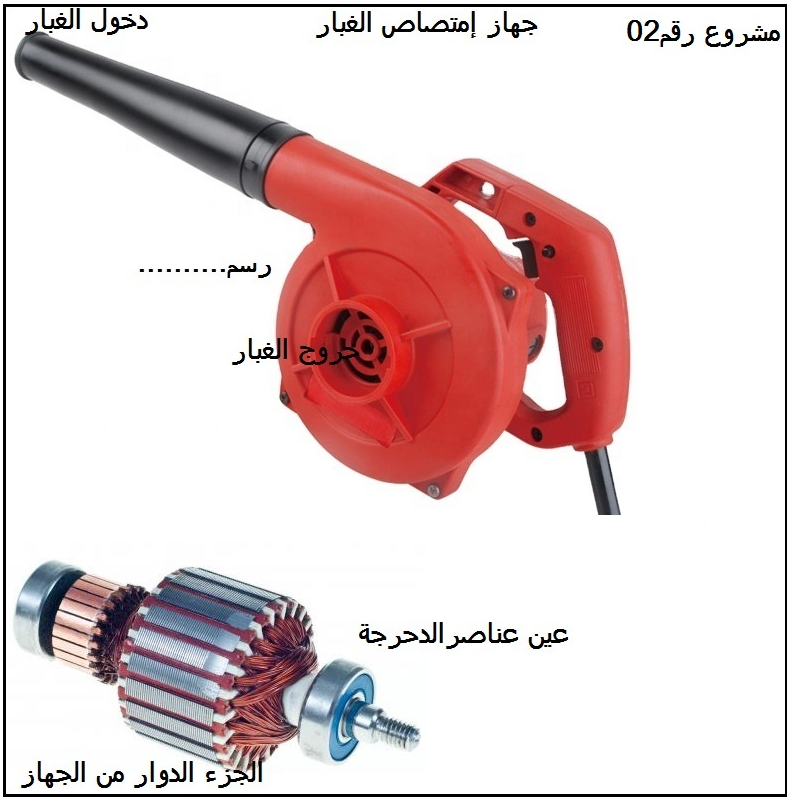 مشروع رقم02
جهاز إمتصاص الغبار
دخول الغبار
رسم..........
خروج الغبار
عين عناصرالدحرجة
الجزء الدوار من الجهاز